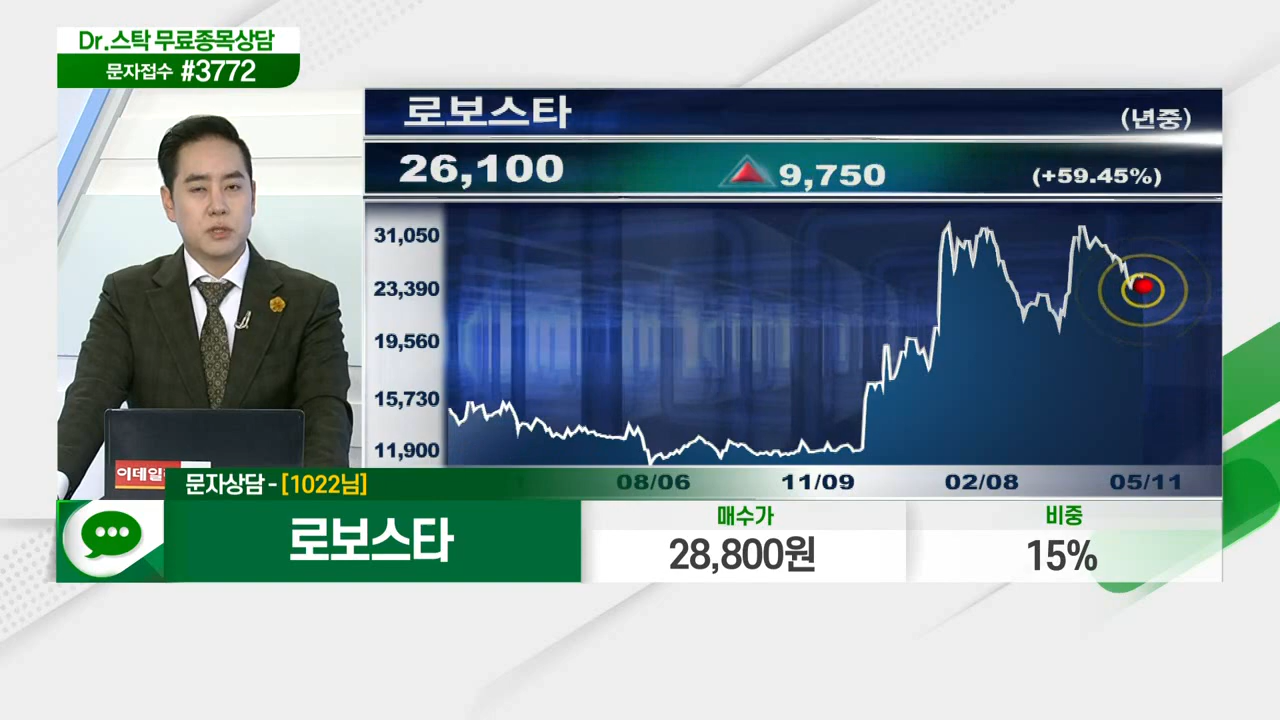 Dr.스탁 무료종목상담
문자접수 #3772
로보스타 (년중)
26,100 9,750 (+59.45%)
31,050
23,390
19,560
15,730
11,900
08/06 11/09 02/08 05/11
이데일
문자상담 - [1022님]
로보스타
매수가 비중
28,800원 15%